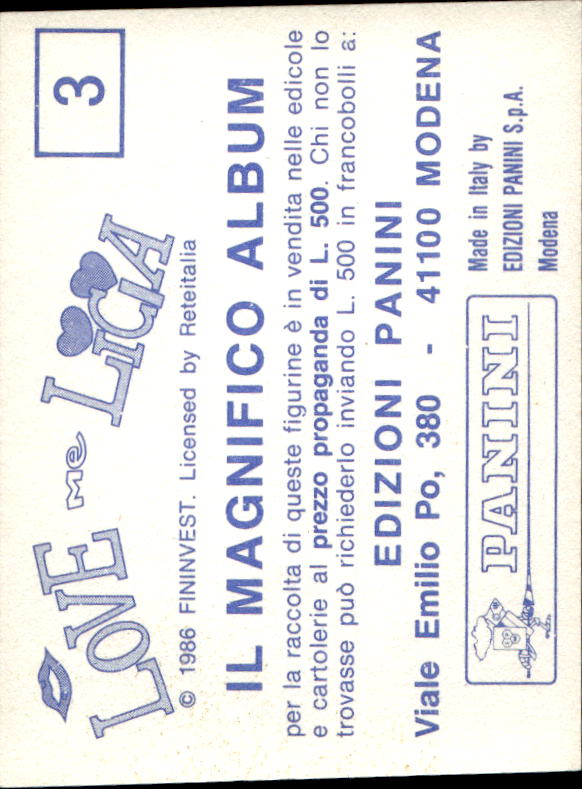 LOVE me LiCiA
3
© 1986 FININVEST. Licensed by Reteitalia
IL MAGNIFICO ALBUM
per la raccolta di queste figurine è in vendita nelle edicole
e cartolerie al prezzo propaganda di L. 500. Chi non lo
trovasse può richiederlo inviando L. 500 in francobolli a:
EDIZIONI PANINI
Viale Emilio Po, 380 - 41100 MODENA
PANINI
Made in Italy by
EDIZIONI PANINI S.p.A.
Modena